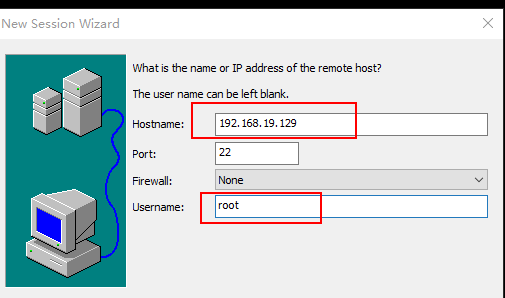 New Session Wizard
What is the name or IP address of the remote host?
The user name can be left blank.
Hostname: 192.168.19.129
Port: 22
Firewall: None
Username: root